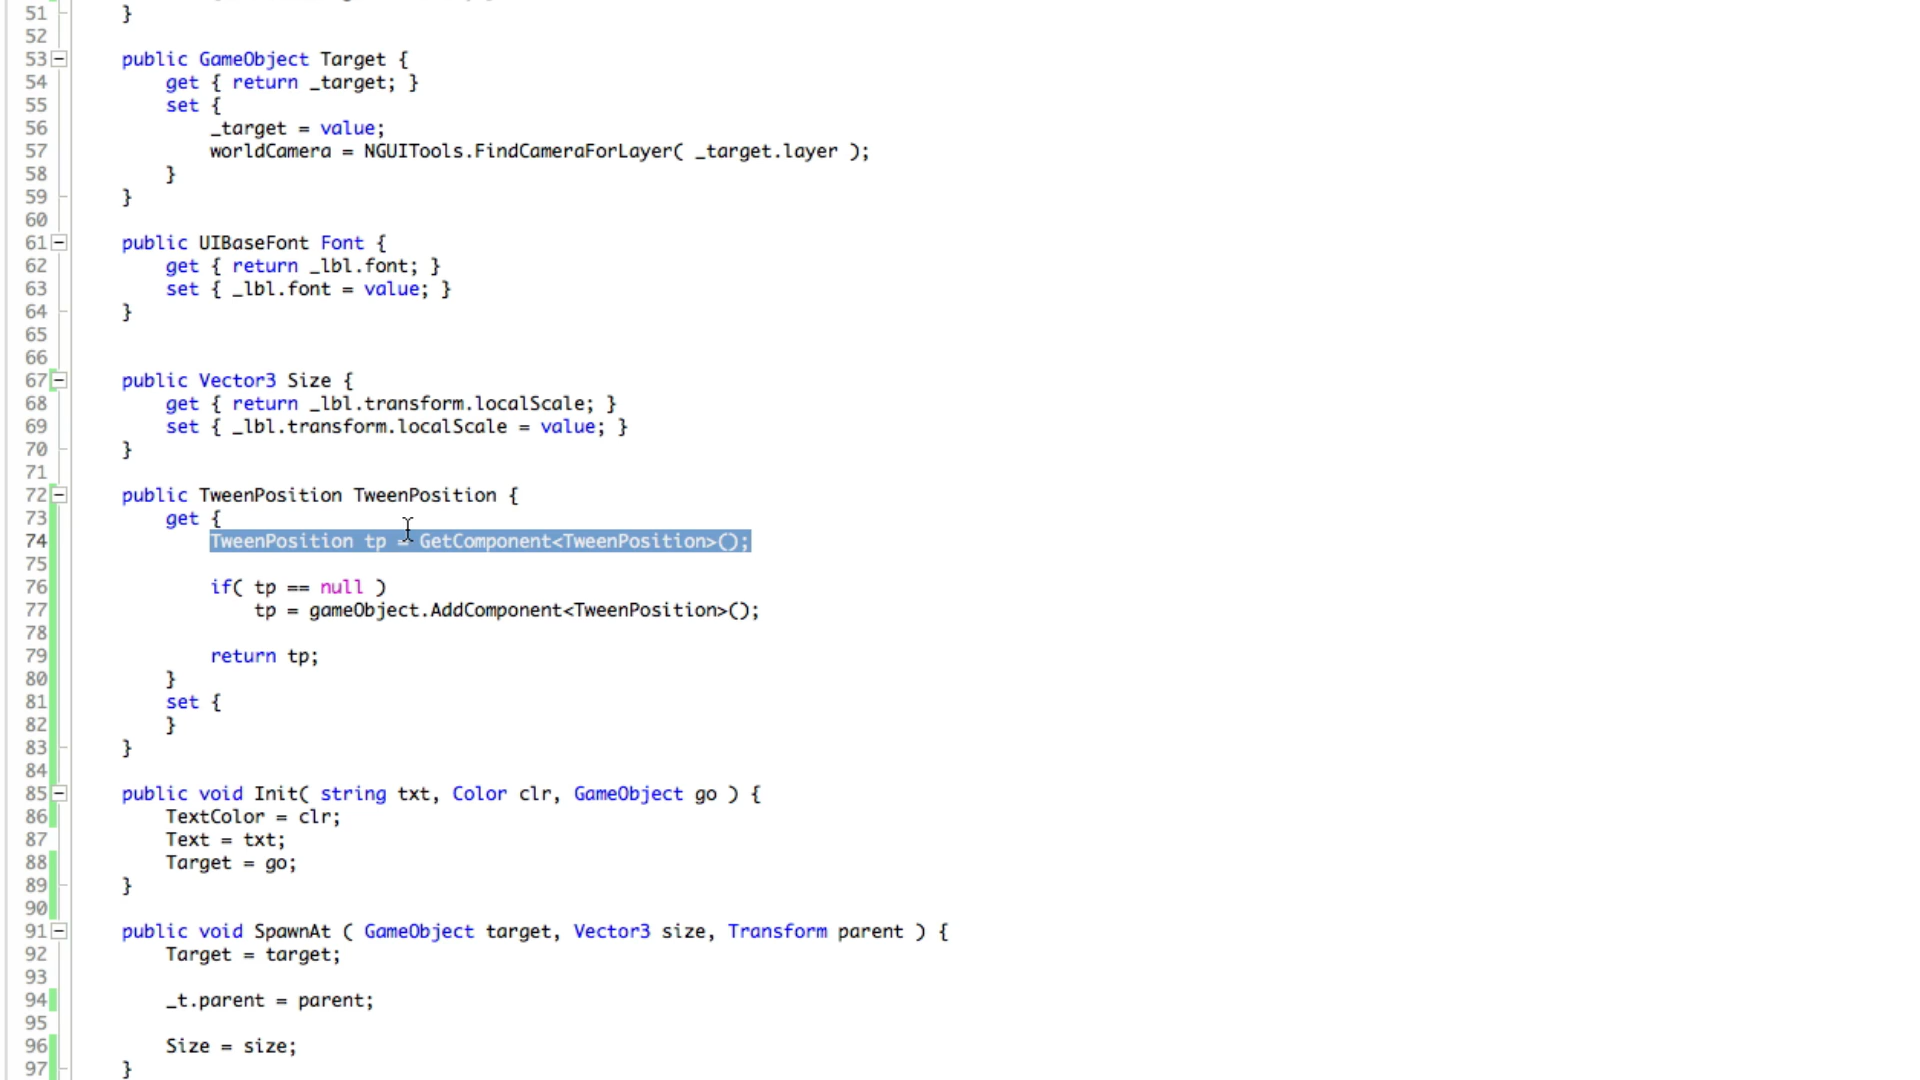 51 }
52
53 public GameObject Target {
54 get { return _target; }
55 set {
56 _target = value;
57 worldCamera = NGUITools.FindCameraForLayer( _target.layer );
58 }
59 }
60
61 public UIBaseFont Font {
62 get { return _lbl.font; }
63 set { _lbl.font = value; }
64 }
65
66
67 public Vector3 Size {
68 get { return _lbl.transform.localScale; }
69 set { _lbl.transform.localScale = value; }
70 }
71
72 public TweenPosition TweenPosition {
73 get {
74 TweenPosition tp = GetComponent<TweenPosition>();
75
76 if( tp == null )
77 tp = gameObject.AddComponent<TweenPosition>();
78
79 return tp;
80 }
81 set {
82 }
83 }
84
85 public void Init( string txt, Color clr, GameObject go ) {
86 TextColor = clr;
87 Text = txt;
88 Target = go;
89 }
90
91 public void SpawnAt ( GameObject target, Vector3 size, Transform parent ) {
92 Target = target;
93
94 _t.parent = parent;
95
96 Size = size;
97 }